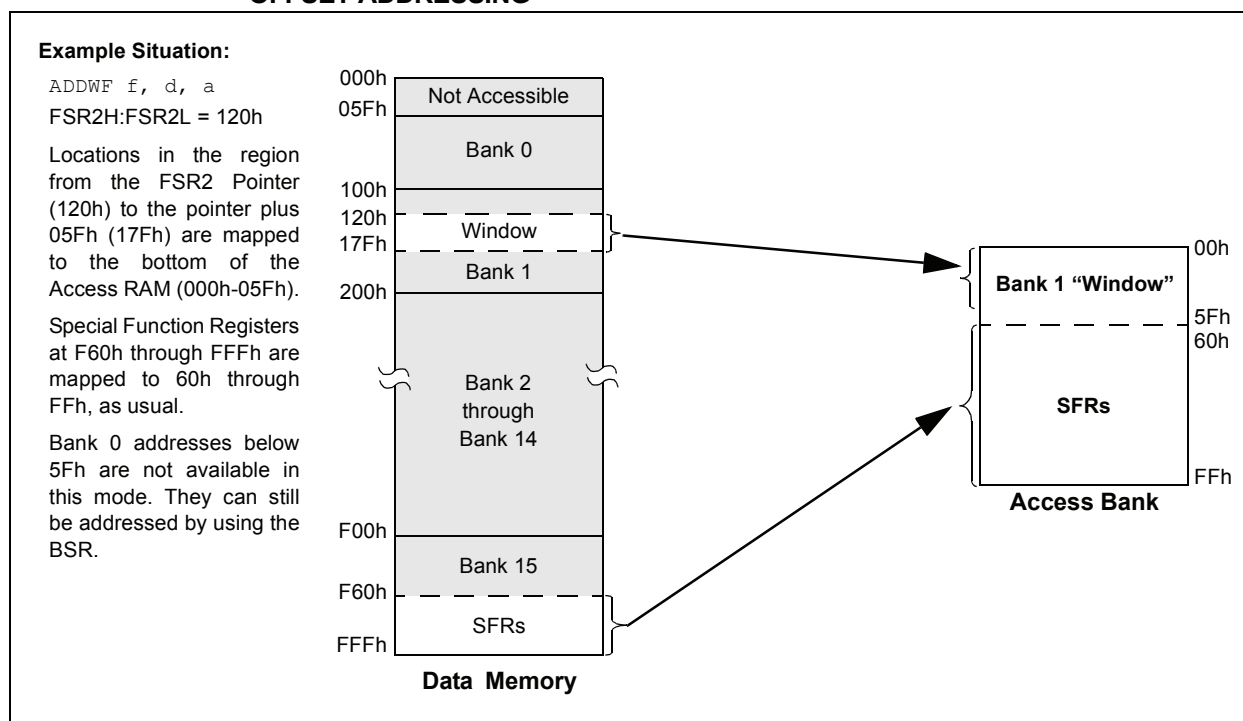 Example Situation:
ADDWF f, d, a
FSR2H:FSR2L = 120h
Locations in the region
from the FSR2 Pointer
(120h) to the pointer plus
05Fh (17Fh) are mapped
to the bottom of the
Access RAM (000h-05Fh).
Special Function Registers
at F60h through FFFh are
mapped to 60h through
FFh, as usual.
Bank 0 addresses below
5Fh are not available in
this mode. They can still
be addressed by using the
BSR.
000h
Not Accessible
05Fh
Bank 0
100h
120h
Window
17Fh
Bank 1
200h
Bank 2
through
Bank 14
F00h
Bank 15
F60h
SFRs
FFFh
Data Memory
00h
Bank 1 “Window”
5Fh
60h
SFRs
FFh
Access Bank